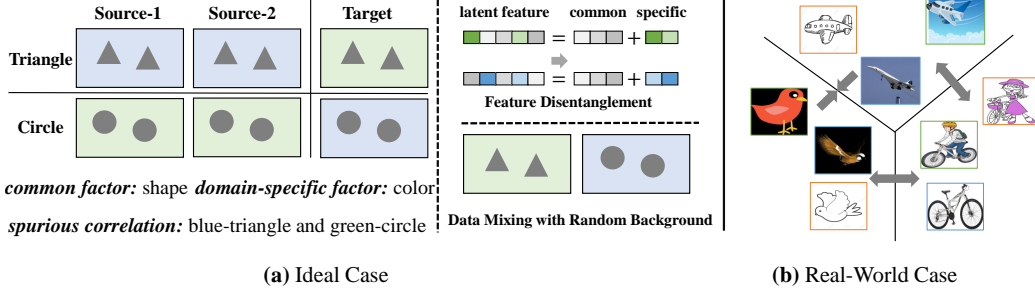 Source-1 Source-2 Target
Triangle
Circle
common factor: shape domain-specific factor: color
spurious correlation: blue-triangle and green-circle
latent feature common specific
= +
= +
Feature Disentanglement
Data Mixing with Random Background
(a) Ideal Case
(b) Real-World Case